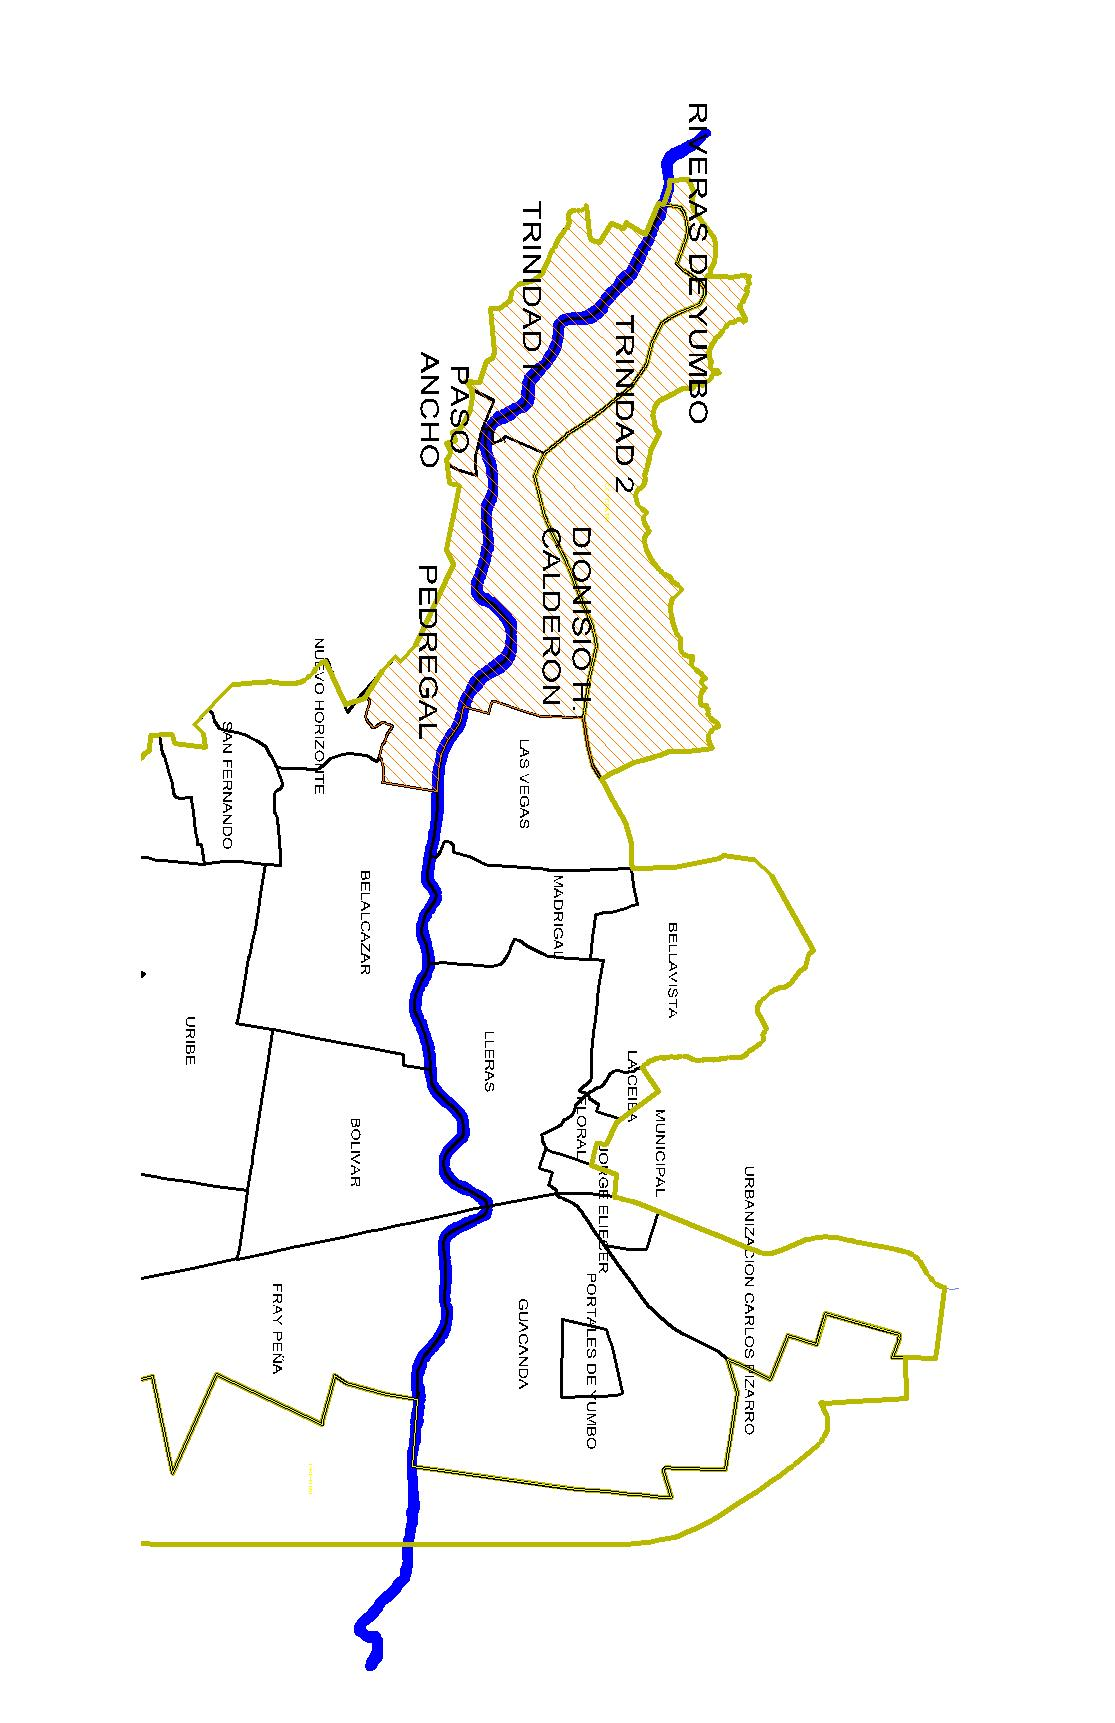 RIVERAS DE YUMBO
TRINIDAD 1
TRINIDAD 2
PASO
ANCHO
DIONISIO H.
CALDERON
PEDREGAL
NUEVO HORIZONTE
SAN FERNANDO
LAS VEGAS
BELALCAZAR
MADRIGAL
BELLAVISTA
URIBE
LLERAS
LA CEIBA
FLORAL
MUNICIPAL
BOLIVAR
JORGE ELIECER
URBANIZACION CARLOS PIZARRO
FRAY PEÑA
GUACANDA
PORTALES DE YUMBO